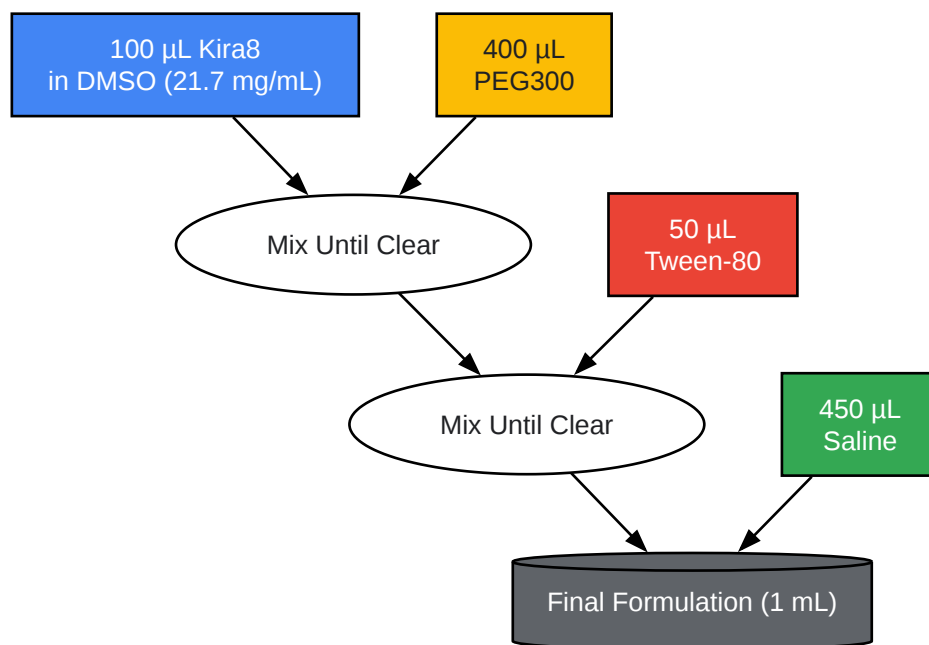 100 µL Kira8
in DMSO (21.7 mg/mL)
400 µL
PEG300
Mix Until Clear
50 µL
Tween-80
Mix Until Clear
450 µL
Saline
Final Formulation (1 mL)